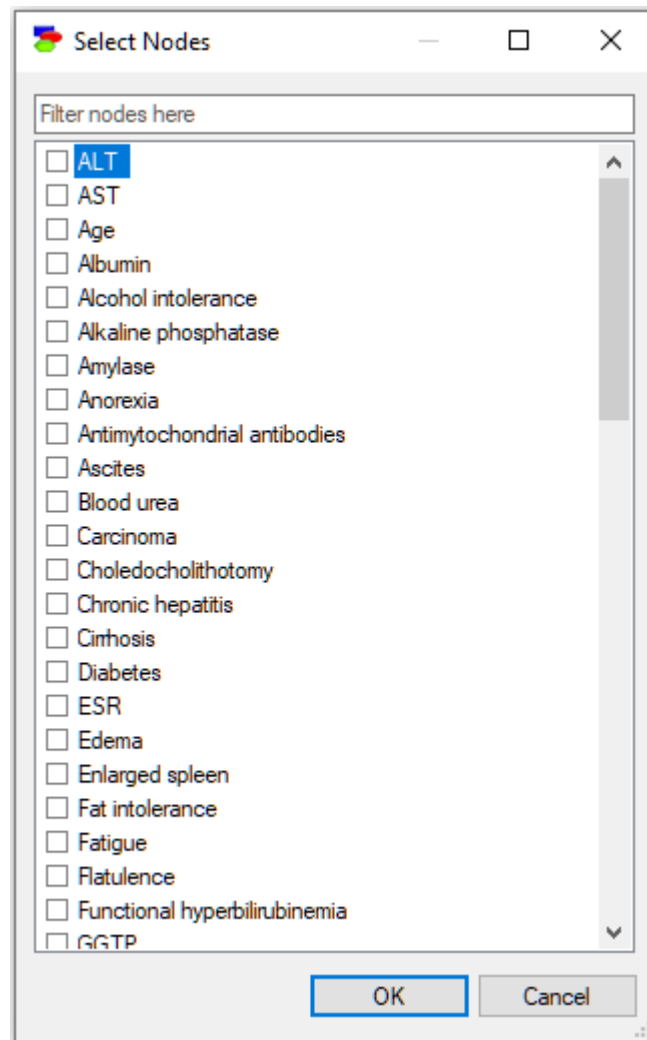 Select Nodes
Filter nodes here
ALT
AST
Age
Albumin
Alcohol intolerance
Alkaline phosphatase
Amylase
Anorexia
Antimytochondrial antibodies
Ascites
Blood urea
Carcinoma
Choledocholithotomy
Chronic hepatitis
Cirrhosis
Diabetes
ESR
Edema
Enlarged spleen
Fat intolerance
Fatigue
Flatulence
Functional hyperbilirubinemia
GGTP
OK Cancel